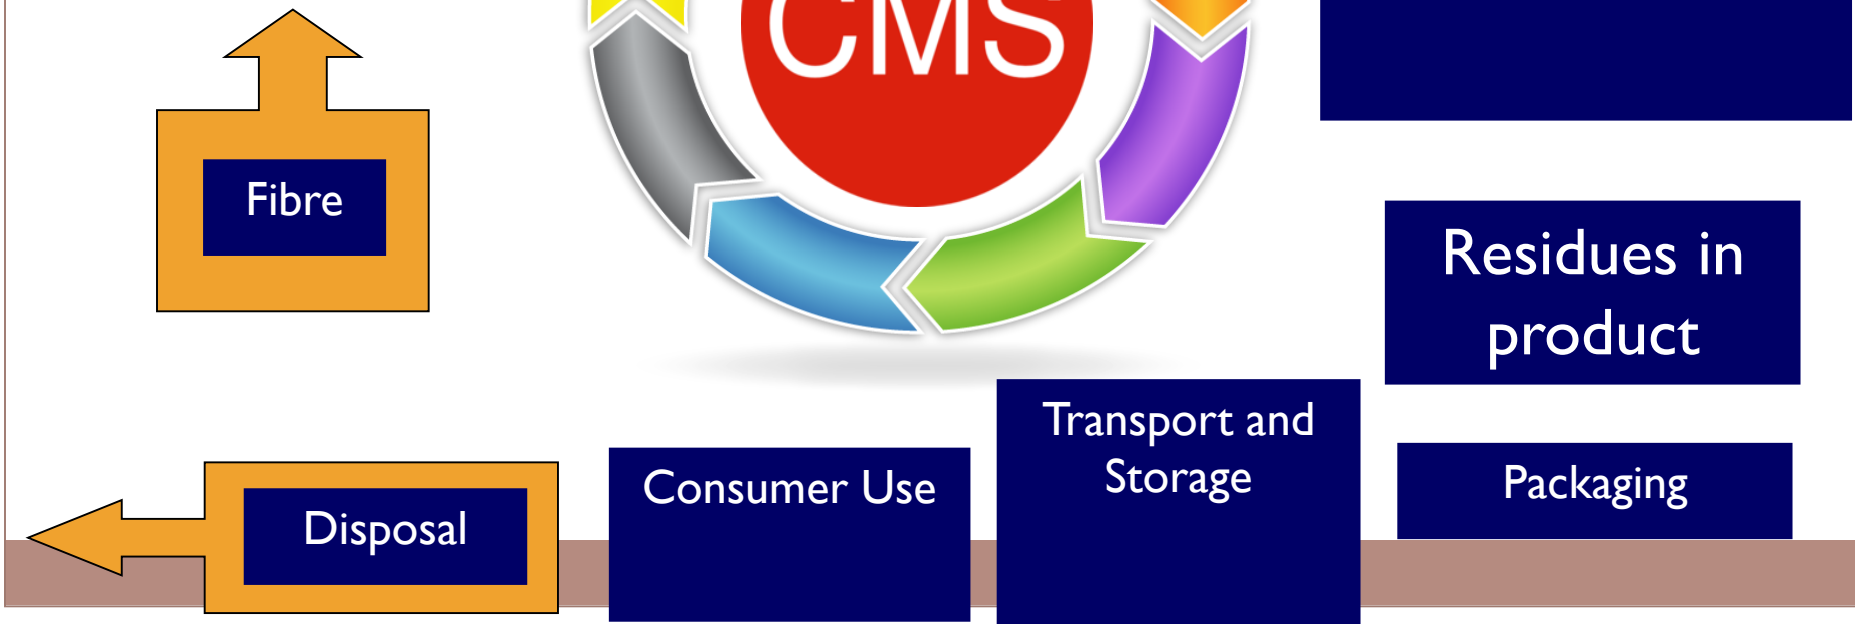 CMS
Fibre
Residues in
product
Transport and
Storage
Consumer Use
Packaging
Disposal